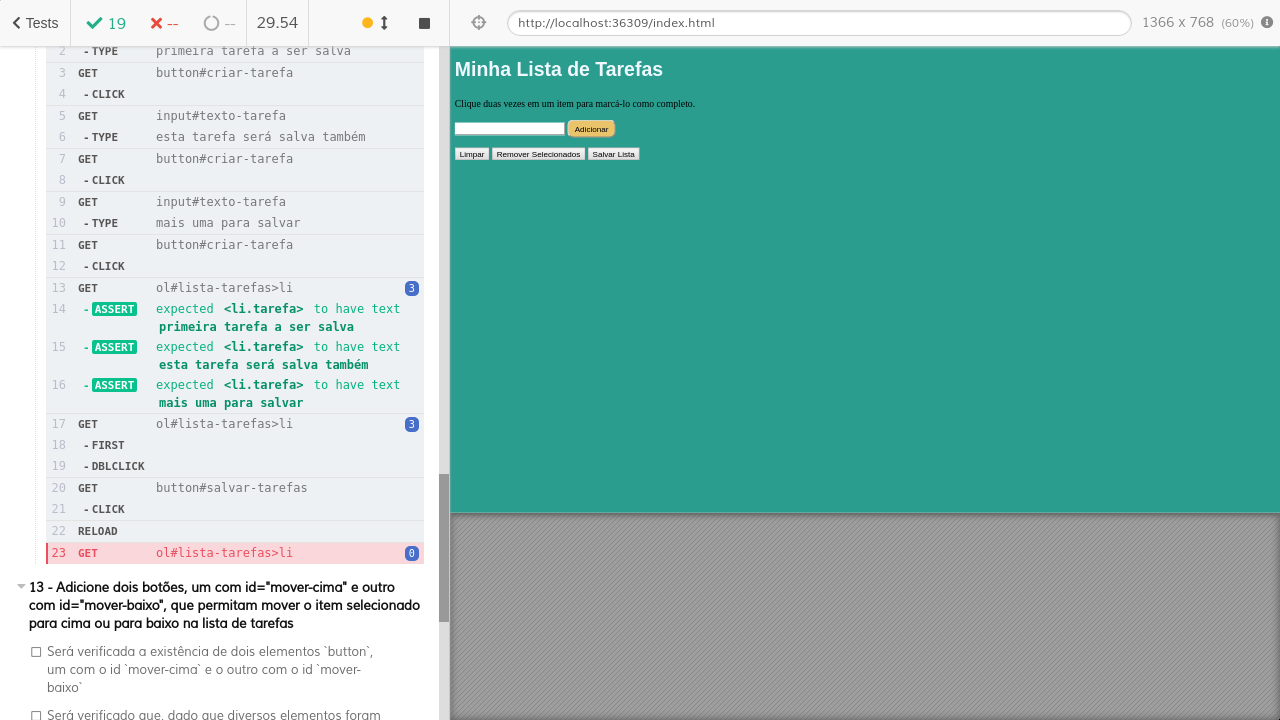 Tests
19
--
--
29.54
http://localhost:36309/index.html
1366 x 768 (60%)
2 - TYPE primeira tarefa a ser salva
3 GET button#criar-tarefa
4 - CLICK
5 GET input#texto-tarefa
6 - TYPE esta tarefa será salva também
7 GET button#criar-tarefa
8 - CLICK
9 GET input#texto-tarefa
10 - TYPE mais uma para salvar
11 GET button#criar-tarefa
12 - CLICK
13 GET ol#lista-tarefas>li 3
14 - ASSERT expected <li.tarefa> to have text
primeira tarefa a ser salva
15 - ASSERT expected <li.tarefa> to have text
esta tarefa será salva também
16 - ASSERT expected <li.tarefa> to have text
mais uma para salvar
17 GET ol#lista-tarefas>li 3
18 - FIRST
19 - DBLCLICK
20 GET button#salvar-tarefas
21 - CLICK
22 RELOAD
23 GET ol#lista-tarefas>li 0
13 - Adicione dois botões, um com id="mover-cima" e outro
com id="mover-baixo", que permitam mover o item selecionado
para cima ou para baixo na lista de tarefas
Será verificada a existência de dois elementos `button`,
um com o id `mover-cima` e o outro com o id `mover-
baixo`
Será verificado que, dado que diversos elementos foram
Minha Lista de Tarefas
Clique duas vezes em um item para marcá-lo como completo.
Adicionar
Limpar Remover Selecionados Salvar Lista